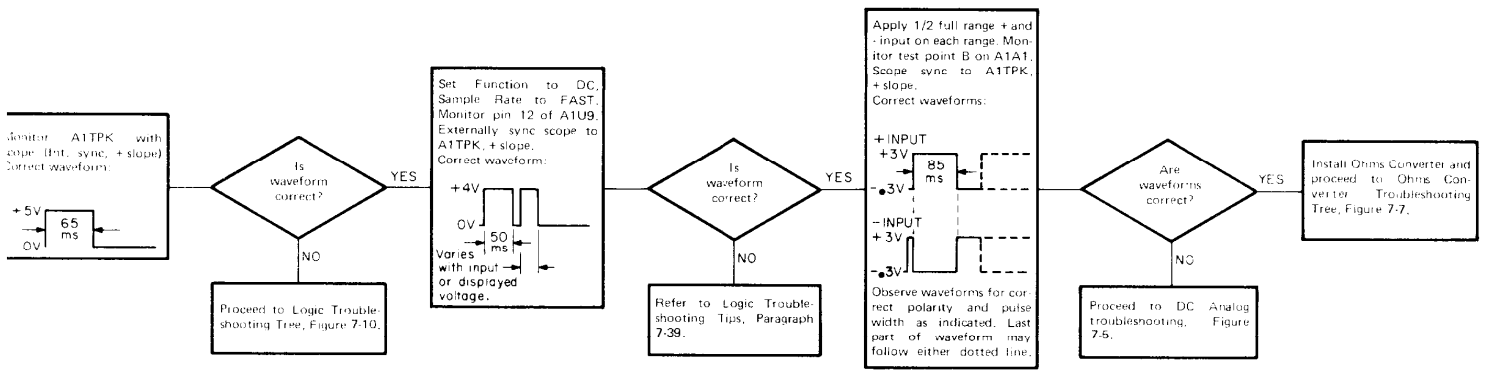 Monitor A1TPK with
scope (Int, sync, + slope)
Correct waveform:
+5V
65
ms
0V
Is
waveform
correct?
YES
NO
Proceed to Logic Trouble-
shooting Tree, Figure 7-10.
Set Function to DC,
Sample Rate to FAST.
Monitor pin 12 of A1U9.
Externally sync scope to
A1TPK, + slope.
Correct waveform:
+4V
0V
50
ms
Varies
with input
or displayed
voltage.
Is
waveform
correct?
YES
NO
Refer to Logic Trouble-
shooting Tips, Paragraph
7-39.
Apply 1/2 full range + and
- input on each range. Mon-
itor test point B on A1A1.
Scope sync to A1TPK,
+ slope.
Correct waveforms:
+INPUT
+3V
85
ms
-.3V
-INPUT
+3V
-.3V
Observe waveforms for cor-
rect polarity and pulse
width as indicated. Last
part of waveform may
follow either dotted line.
Are
waveforms
correct?
YES
NO
Proceed to DC Analog
troubleshooting, Figure
7-5.
Install Ohms Converter and
proceed to Ohms Con-
verter Troubleshooting
Tree, Figure 7-7.